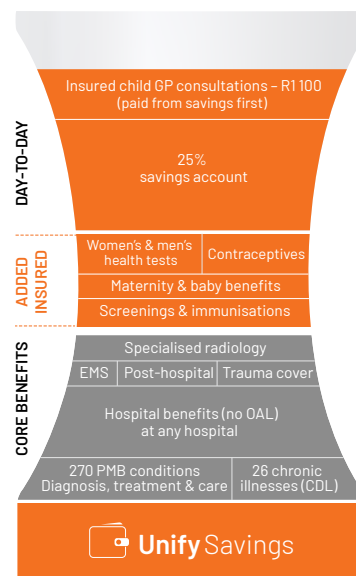 Insured child GP consultations – R1 100
(paid from savings first)
DAY-TO-DAY
25%
savings account
ADDED
INSURED
Women's & men's
health tests
Contraceptives
Maternity & baby benefits
Screenings & immunisations
CORE BENEFITS
Specialised radiology
EMS
Post-hospital
Trauma cover
Hospital benefits (no OAL)
at any hospital
270 PMB conditions
Diagnosis, treatment & care
26 chronic
illnesses (CDL)
Unify Savings